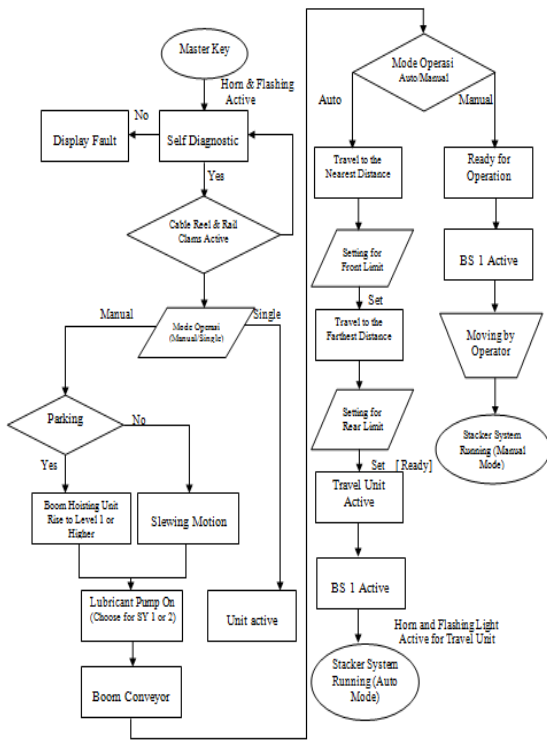 Master Key
Horn & Flashing
Active
No
Display Fault
Self Diagnostic
Yes
Cable Reel & Rail
Clams Active
Manual
Single
Mode Operasi
(Manual/Single)
Parking
No
Yes
Boom Hoisting Unit
Rise to Level 1 or
Higher
Slewing Motion
Lubricant Pump On
(Choose for SY 1 or 2)
Unit active
Boom Conveyor
Mode Operasi
Auto/Manual
Auto
Manual
Travel to the
Nearest Distance
Setting for
Front Limit
Set
Travel to the
Farthest Distance
Setting for
Rear Limit
Set [ Ready]
Travel Unit
Active
BS 1 Active
Horn and Flashing Light
Active for Travel Unit
Stacker System
Running (Auto
Mode)
Ready for
Operation
BS 1 Active
Moving by
Operator
Stacker System
Running (Manual
Mode)